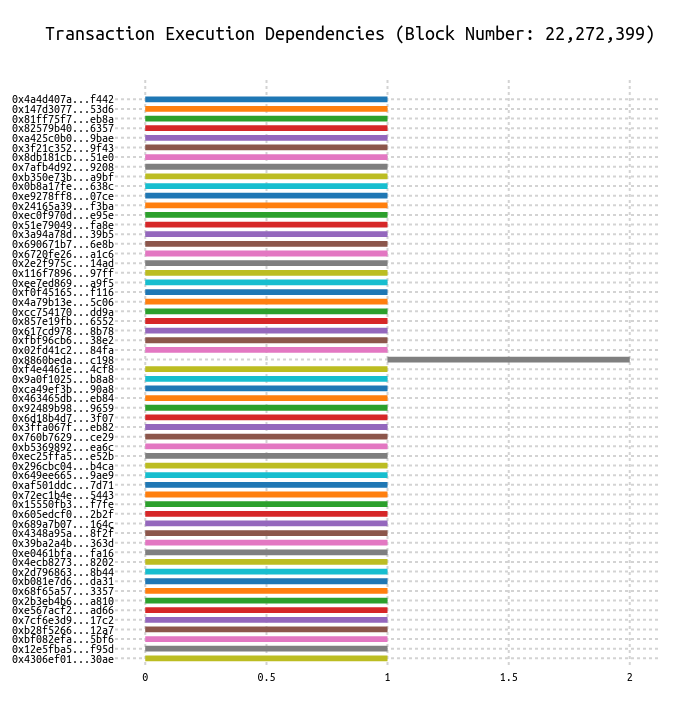 Transaction Execution Dependencies (Block Number: 22,272,399)
0x4a4d407a...f442
0x147d3077...53d6
0x81ff75f7...eb8a
0x82579b40...6357
0xa425c0b0...9bae
0x3f21c352...9f43
0x8db181cb...51e0
0x7afb4d92...9208
0xb350e73b...a9bf
0x0b8a17fe...638c
0xe9278ff8...07ce
0x24165a39...f3ba
0xec0f970d...e95e
0x51e79049...fa8e
0x3a94a78d...39b5
0x690671b7...6e8b
0x6720fe26...a1c6
0x2e2f975c...14ad
0x116f7896...97ff
0xee7ed869...a9f5
0xf0f45165...f116
0x4a79b13e...5c06
0xcc754170...dd9a
0x857e19fb...6552
0x617cd978...8b78
0xfbf96cb6...38e2
0x02fd41c2...84fa
0x8860beda...c198
0xf4e4461e...4cf8
0x9a0f1025...b8a8
0xca49ef3b...90a8
0x463465db...eb84
0x92489b98...9659
0x6d18b4d7...3f07
0x3ffa067f...eb82
0x760b7629...ce29
0xb5369892...ea6c
0xec25ffa5...e52b
0x296cbc04...b4ca
0x649ee665...9ae9
0xaf501ddc...7d71
0x72ec1b4e...5443
0x15550fb3...f7fe
0x605edcf0...2b2f
0x689a7b07...164c
0x4348a95a...8f2f
0x39ba2a4b...363d
0xe0461bfa...fa16
0x4ecb8273...8202
0x2d796863...8b44
0xb081e7d6...da31
0x68f65a57...3357
0x2b3eb4b6...a810
0xe567acf2...ad66
0x7cf6e3d9...17c2
0xb28f5266...12a7
0xbf082efa...5bf6
0x12e5fba5...f95d
0x4306ef01...30ae
0 0.5 1 1.5 2